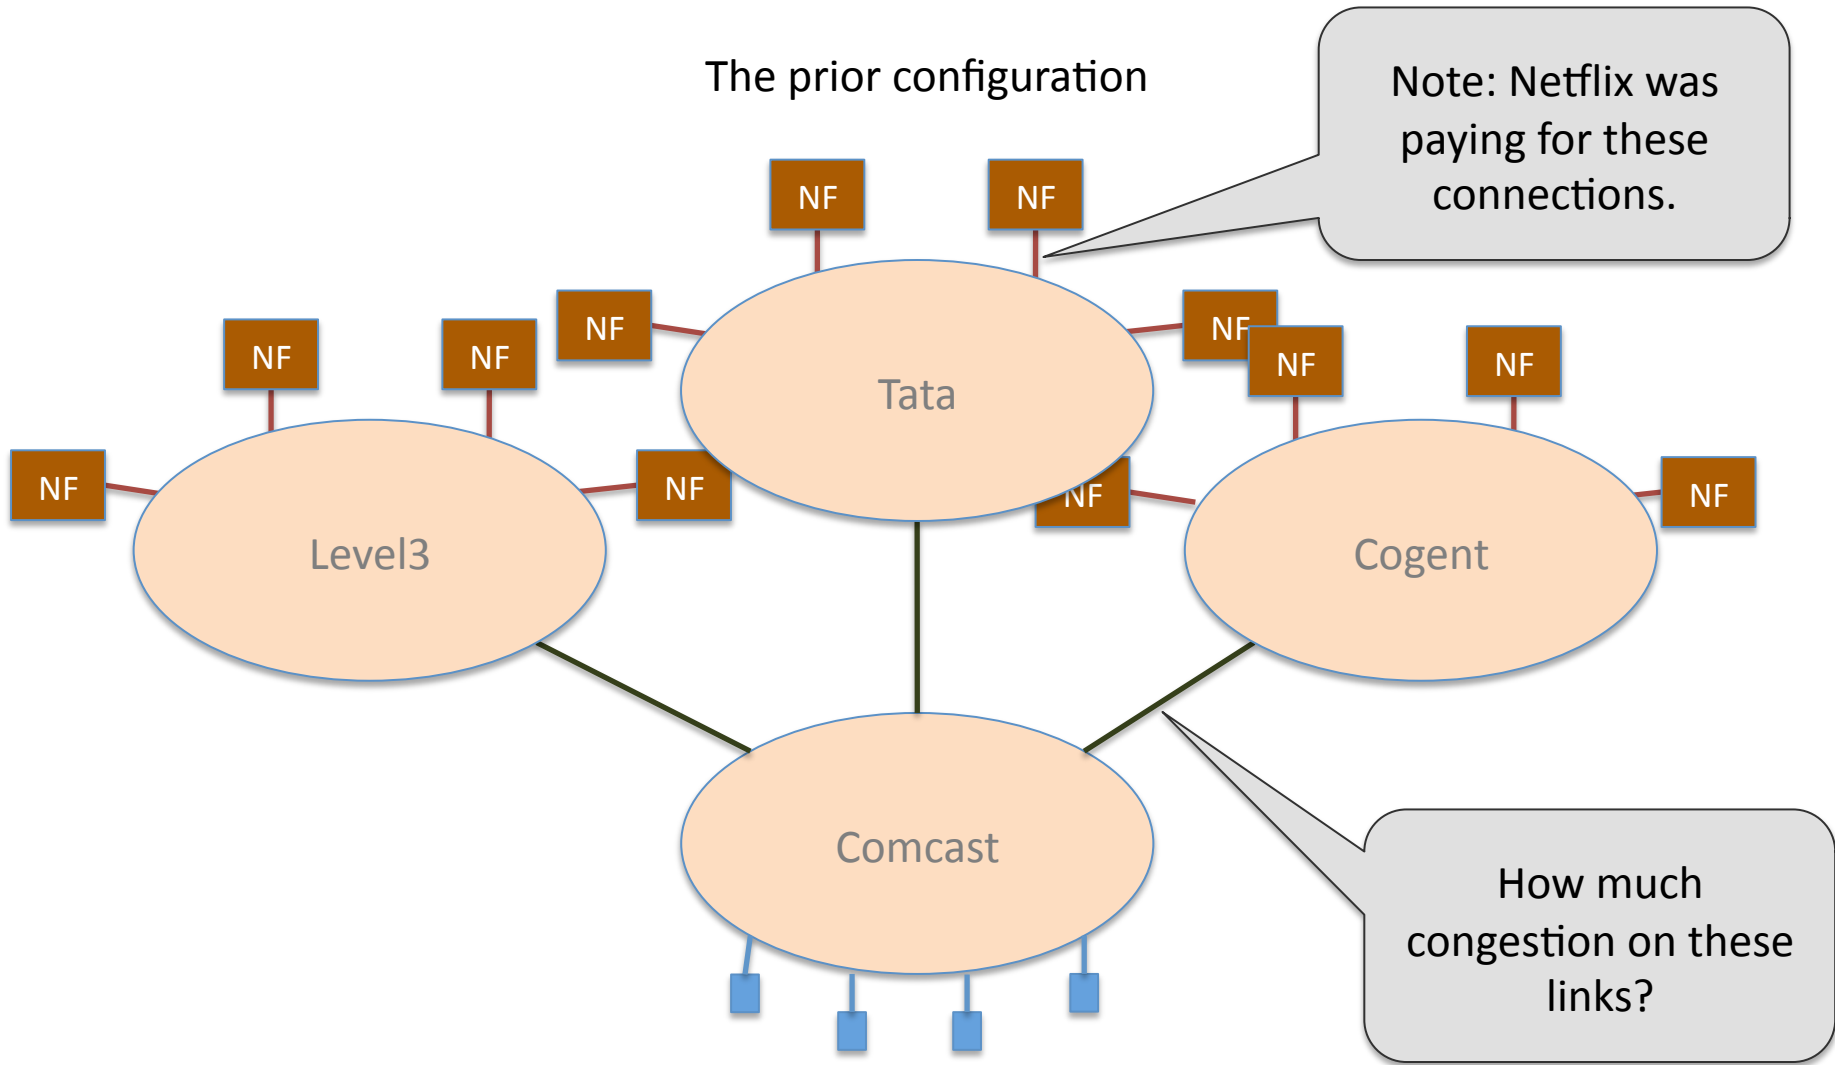 The prior configuration
Note: Netflix was
paying for these
connections.
NF
NF
NF
NF
NF
NF
NF
NF
Tata
NF
NF
NF
NF
Level3
Cogent
Comcast
How much
congestion on these
links?